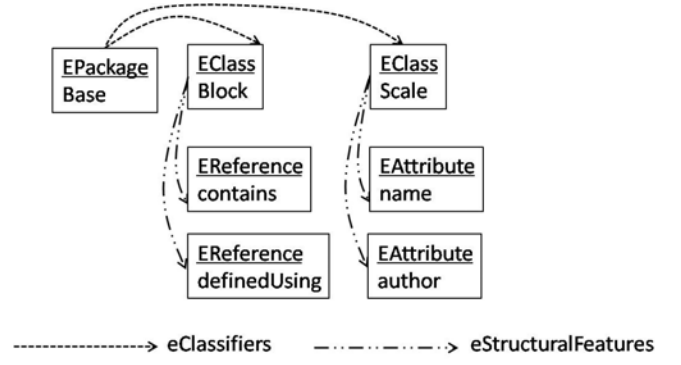 EPackage
Base
EClass
Block
EClass
Scale
EReference
contains
EAttribute
name
EReference
definedUsing
EAttribute
author
eClassifiers
eStructuralFeatures